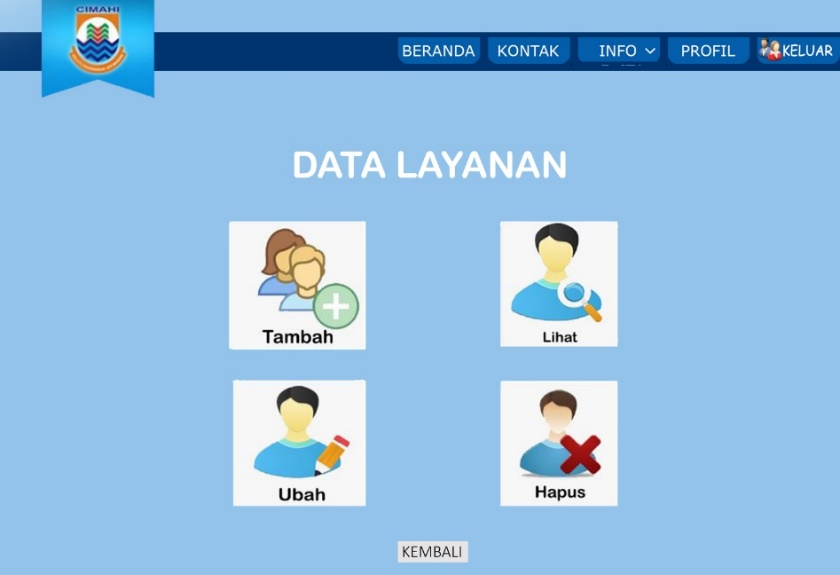 CIMAHI
BERANDA KONTAK INFO PROFIL KELUAR
DATA LAYANAN
Tambah
Lihat
Ubah
Hapus
KEMBALI